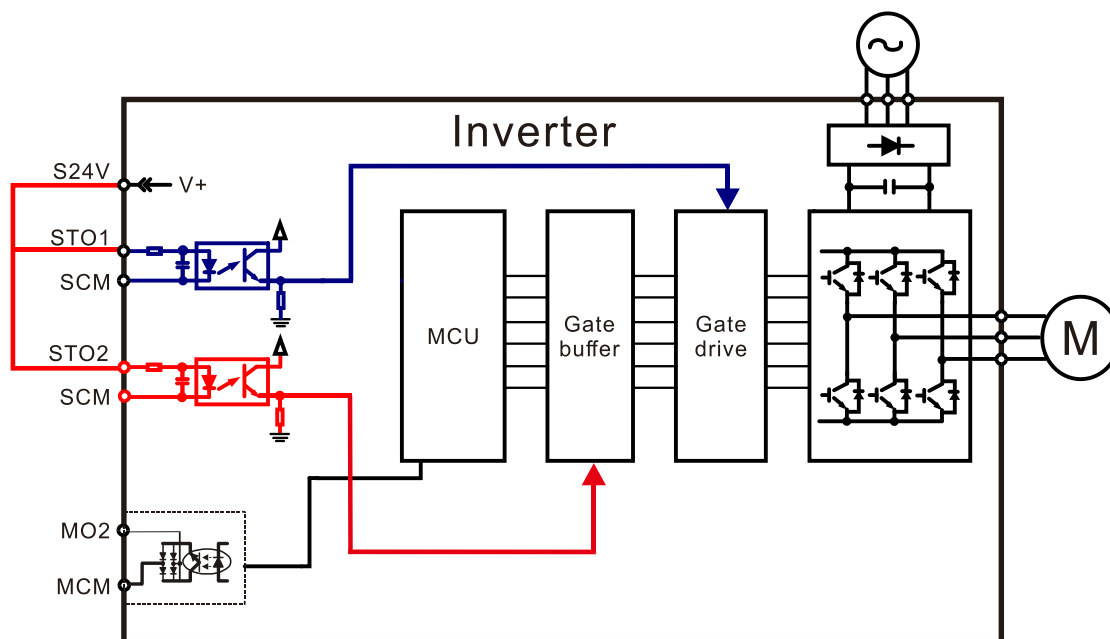 Inverter
S24V
V+
STO1
SCM
STO2
SCM
MCU
Gate
buffer
Gate
drive
M
MO2
MCM